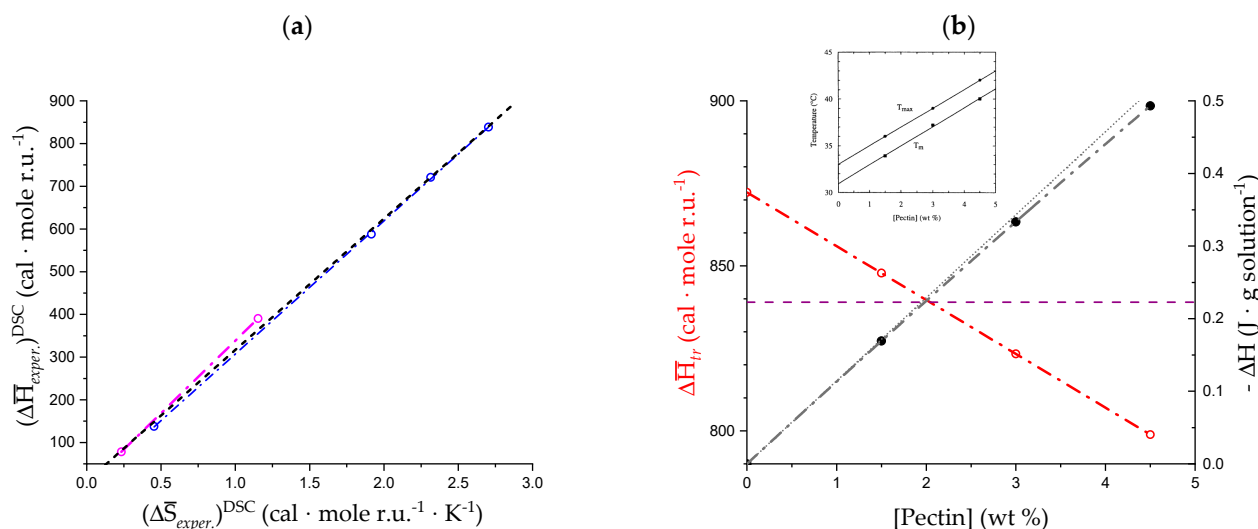 (a)
(ΔH̅exper.)ᴰˢᶜ (cal · mole r.u.⁻¹)
900
800
700
600
500
400
300
200
100
0.0 0.5 1.0 1.5 2.0 2.5 3.0
(ΔS̅exper.)ᴰˢᶜ (cal · mole r.u.⁻¹ · K⁻¹)
(b)
ΔH̅tr (cal · mole r.u.⁻¹)
900
850
800
0 1 2 3 4 5
[Pectin] (wt %)
0.5
0.4
0.3
0.2
0.1
0.0
- ΔH (J · g solution⁻¹)
Temperature (°C)
45
40
35
30
Tmax
Tm
0 1 2 3 4 5
[Pectin] (wt %)